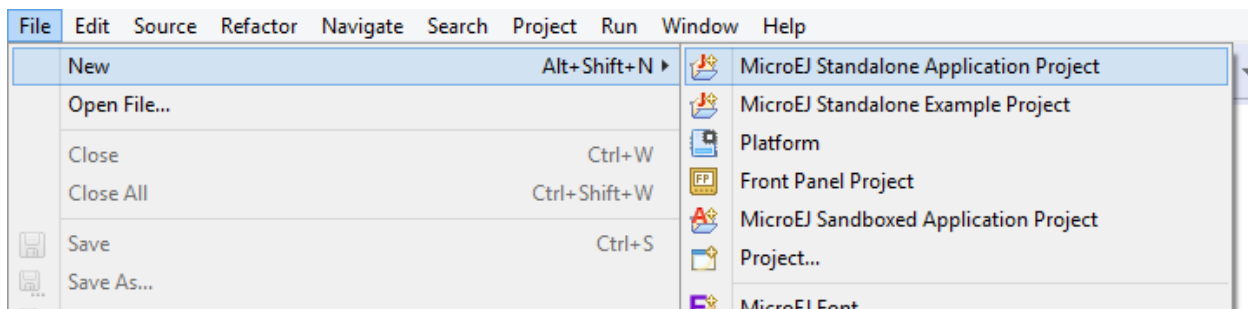 File Edit Source Refactor Navigate Search Project Run Window Help
New Alt+Shift+N
Open File...
Close Ctrl+W
Close All Ctrl+Shift+W
Save Ctrl+S
Save As...
MicroEJ Standalone Application Project
MicroEJ Standalone Example Project
Platform
FP Front Panel Project
MicroEJ Sandboxed Application Project
Project...
MicroEJ Font